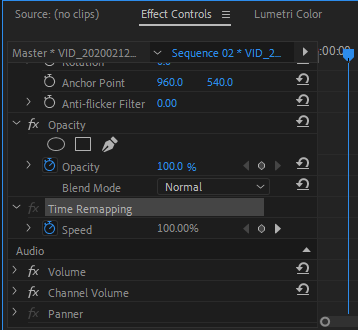 Source: (no clips) Effect Controls Lumetri Color
Master * VID_20200212... Sequence 02 * VID_2... :00:00
Rotation 0.0
Anchor Point 960.0 540.0
Anti-flicker Filter 0.00
fx Opacity
Opacity 100.0 %
Blend Mode Normal
fx Time Remapping
Speed 100.00%
Audio
fx Volume
fx Channel Volume
fx Panner